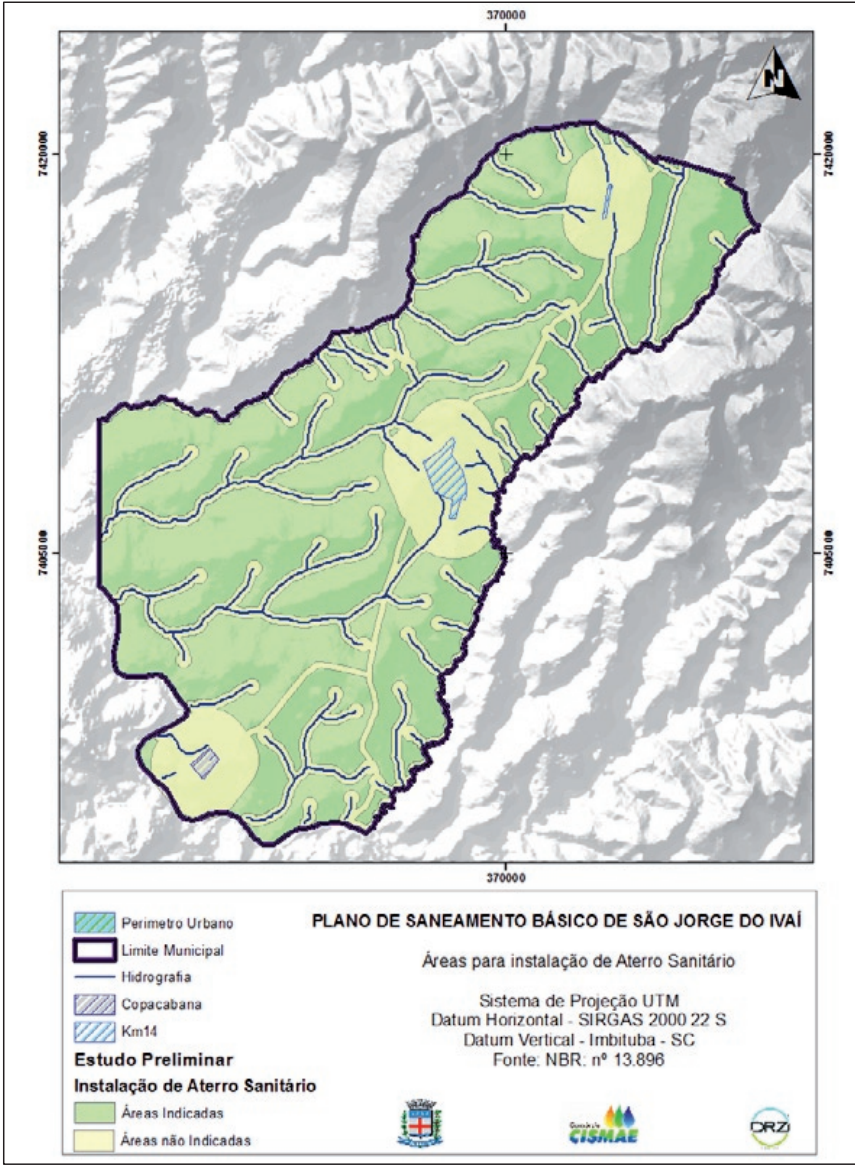 370000
N
7420000
7420000
7405000
7405000
370000
Perimetro Urbano
Limite Municipal
Hidrografia
Copacabana
Km14
Estudo Preliminar
Instalação de Aterro Sanitário
Áreas Indicadas
Áreas não Indicadas
PLANO DE SANEAMENTO BÁSICO DE SÃO JORGE DO IVAÍ
Áreas para instalação de Aterro Sanitário
Sistema de Projeção UTM
Datum Horizontal - SIRGAS 2000 22 S
Datum Vertical - Imbituba - SC
Fonte: NBR: nº 13.896
CISMAE
DRZ